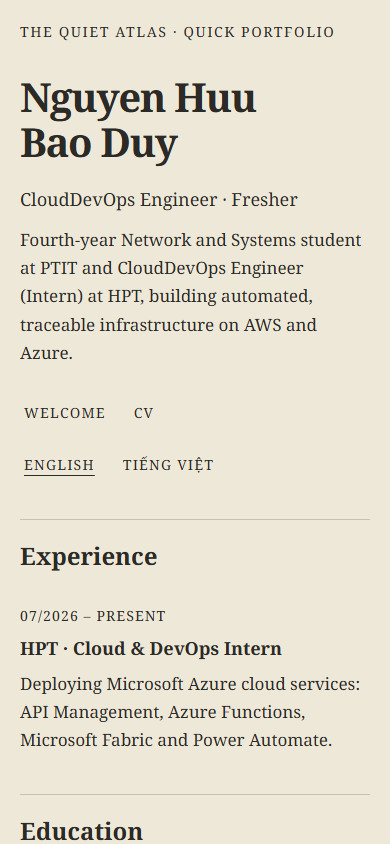 THE QUIET ATLAS · QUICK PORTFOLIO
Nguyen Huu
Bao Duy
CloudDevOps Engineer · Fresher
Fourth-year Network and Systems student
at PTIT and CloudDevOps Engineer
(Intern) at HPT, building automated,
traceable infrastructure on AWS and
Azure.
WELCOME CV
ENGLISH TIẾNG VIỆT
Experience
07/2026 – PRESENT
HPT · Cloud & DevOps Intern
Deploying Microsoft Azure cloud services:
API Management, Azure Functions,
Microsoft Fabric and Power Automate.
Education